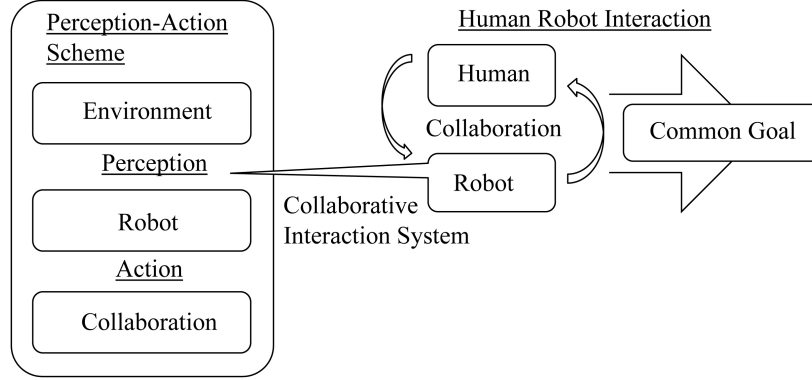 Perception-Action
Scheme
Environment
Perception
Robot
Action
Collaboration
Human Robot Interaction
Human
Collaboration
Robot
Collaborative
Interaction System
Common Goal